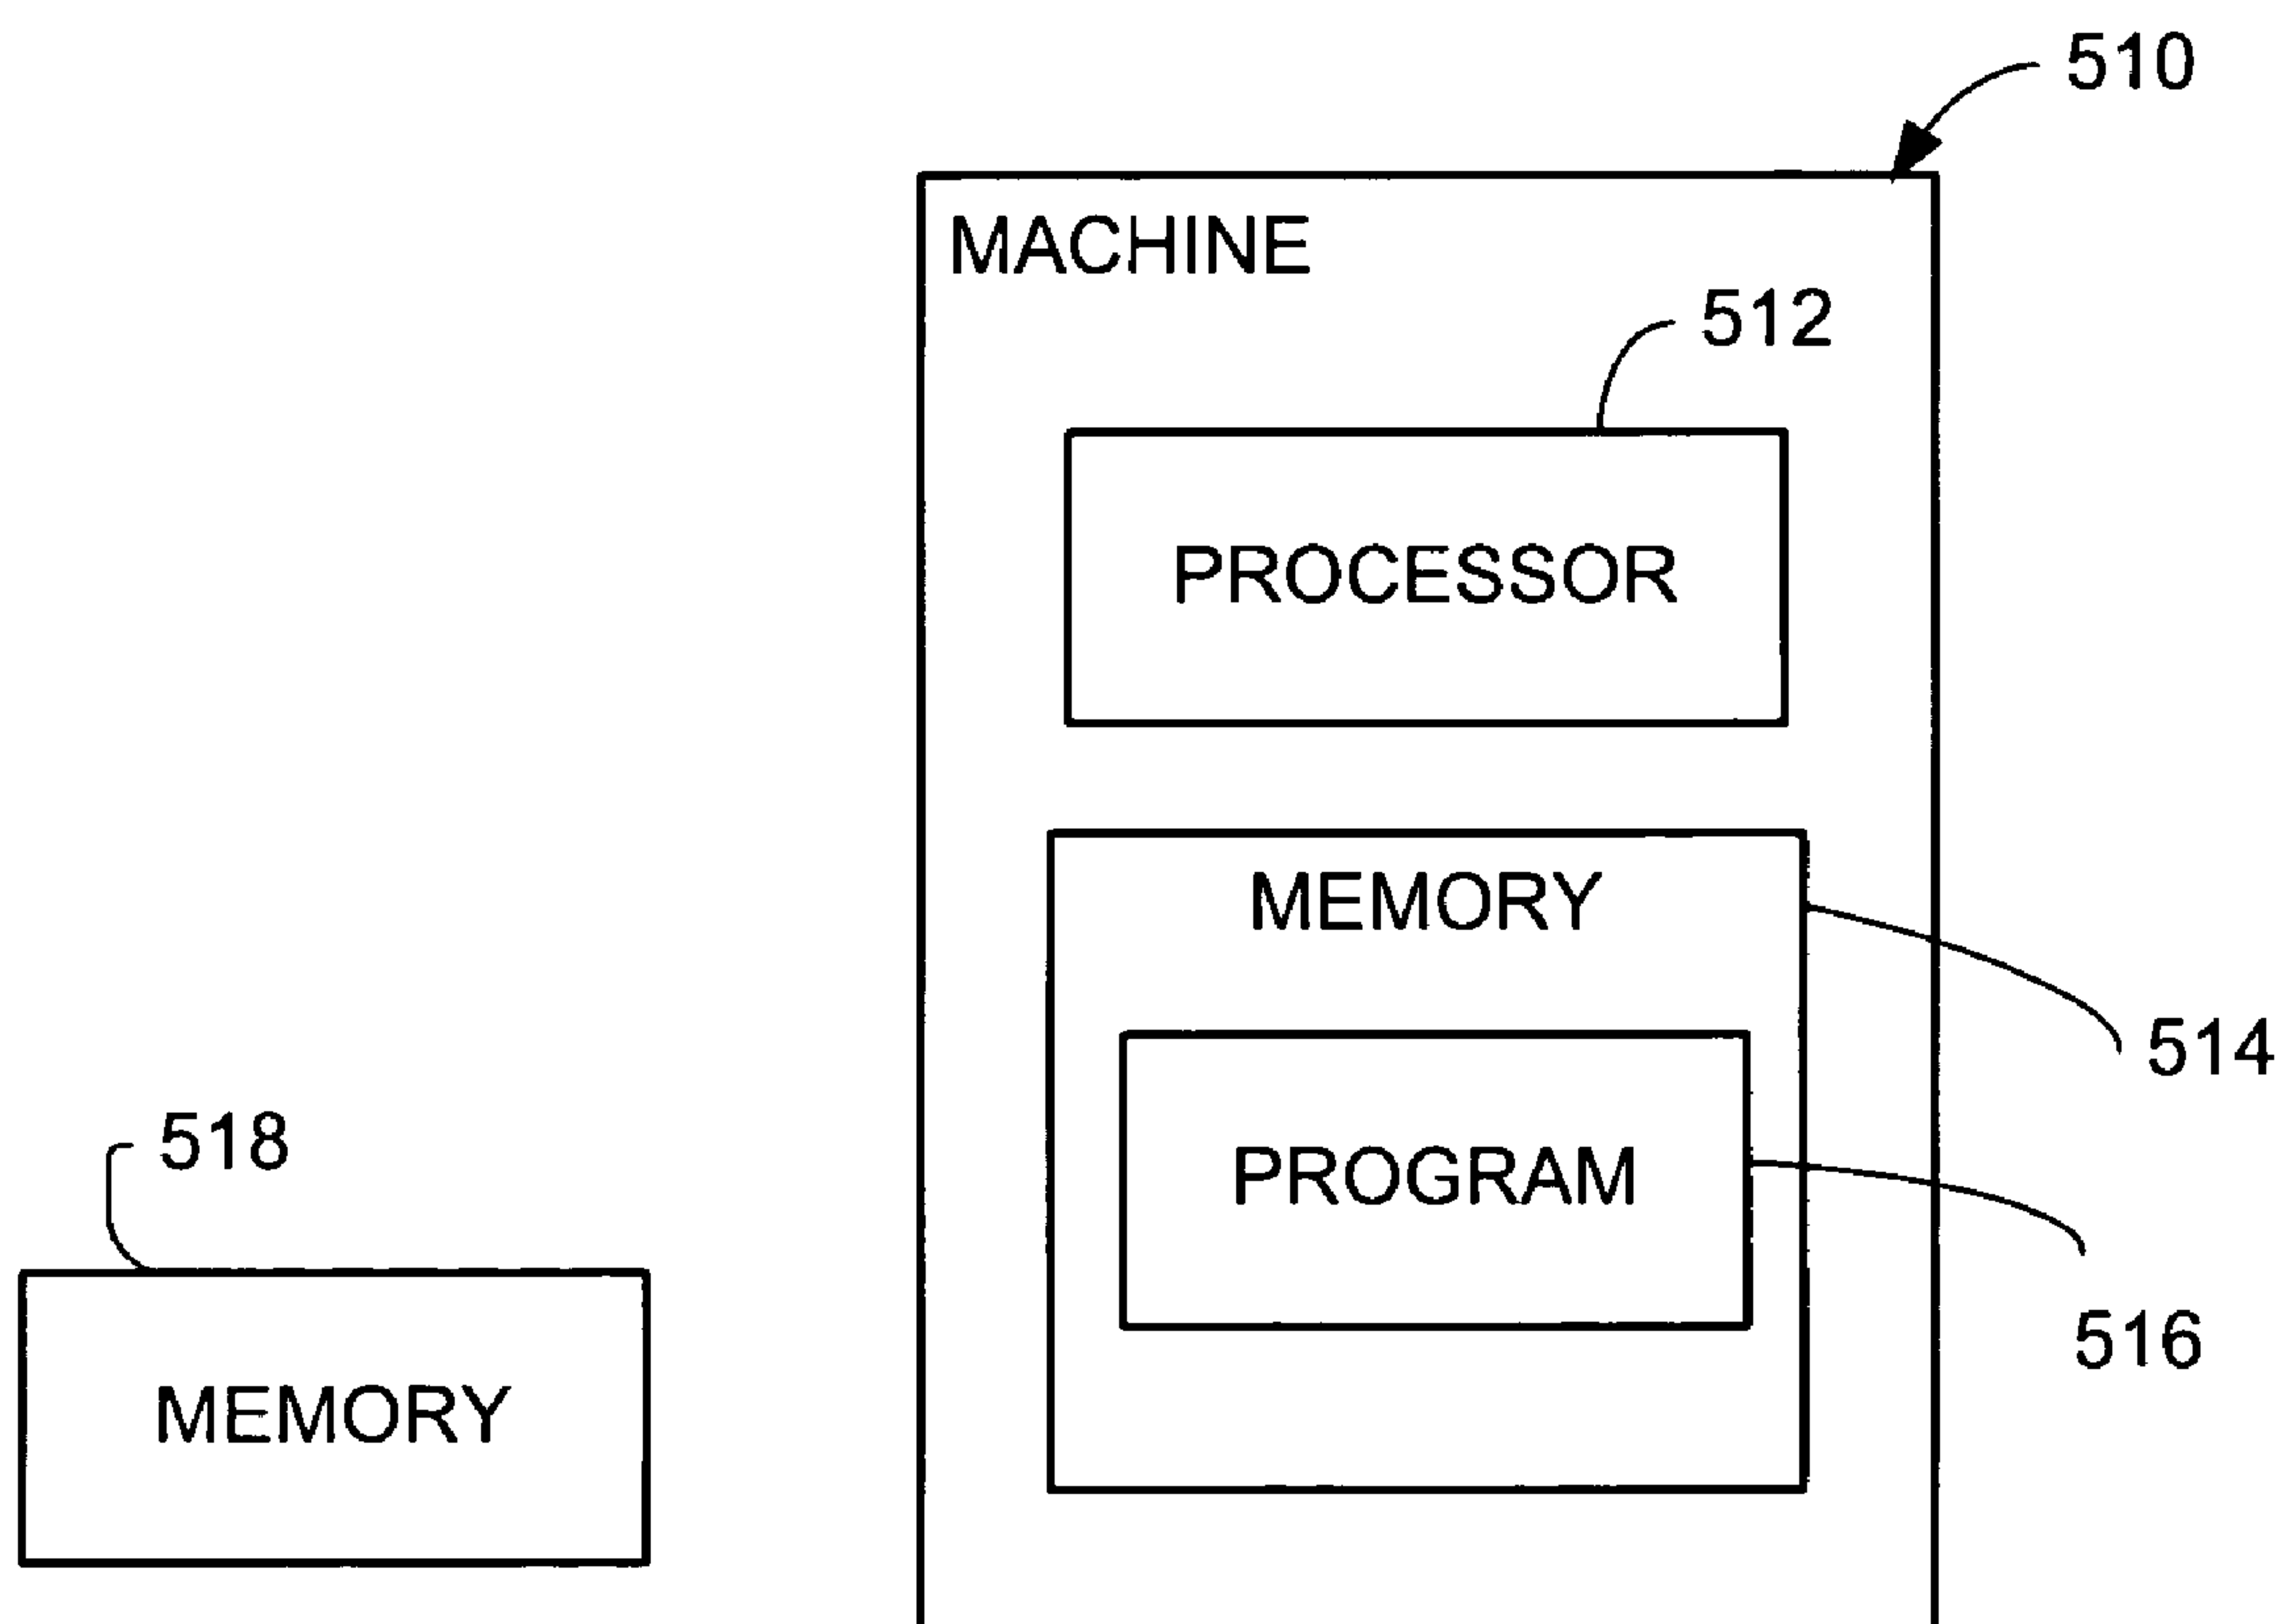 510
MACHINE
512
PROCESSOR
MEMORY
514
518
PROGRAM
516
MEMORY